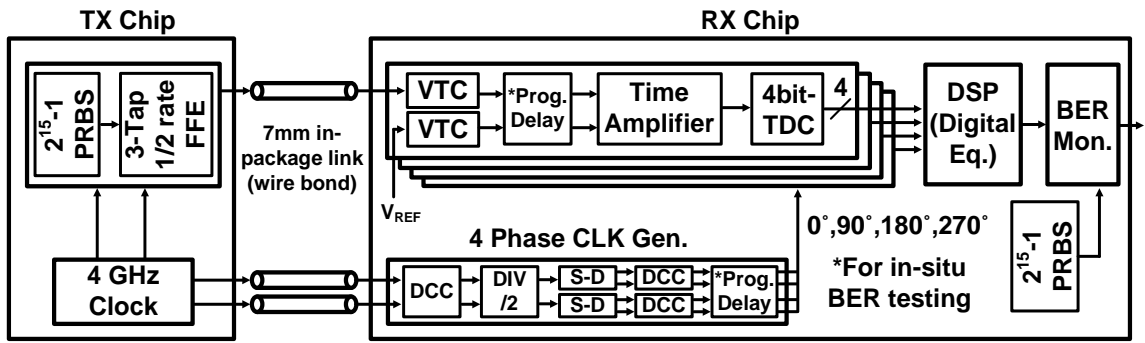 TX Chip
RX Chip
2^15-1
PRBS
3-Tap
1/2 rate
FFE
7mm in-
package link
(wire bond)
4 GHz
Clock
VTC
VTC
V_REF
*Prog.
Delay
Time
Amplifier
4bit-
TDC
4
DSP
(Digital
Eq.)
BER
Mon.
2^15-1
PRBS
4 Phase CLK Gen.
DCC
DIV
/2
S-D
S-D
DCC
DCC
*Prog.
Delay
0°,90°,180°,270°
*For in-situ
BER testing